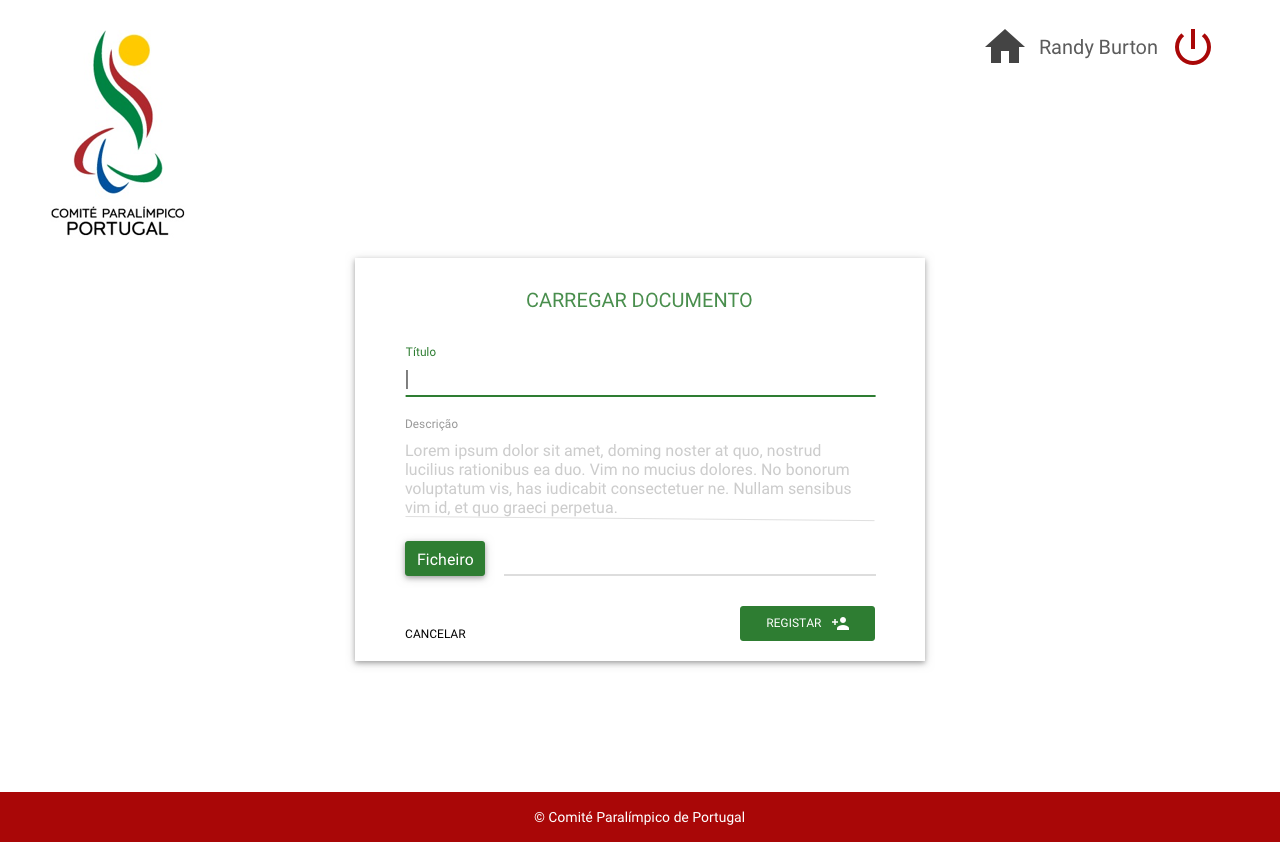 COMITÉ PARALÍMPICO
PORTUGAL
Randy Burton
CARREGAR DOCUMENTO
Título
Descrição
Lorem ipsum dolor sit amet, doming noster at quo, nostrud
lucilius rationibus ea duo. Vim no mucius dolores. No bonorum
voluptatum vis, has iudicabit consectetuer ne. Nullam sensibus
vim id, et quo graeci perpetua.
Ficheiro
CANCELAR
REGISTAR
© Comité Paralímpico de Portugal